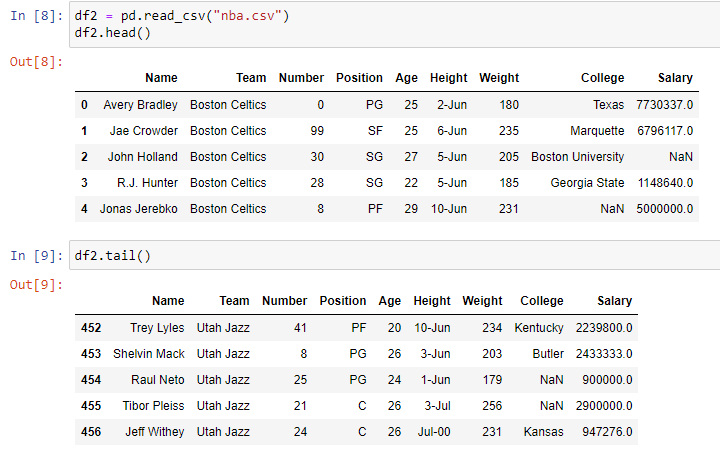 In [8]: df2 = pd.read_csv("nba.csv")
df2.head()
Out[8]:
Name Team Number Position Age Height Weight College Salary
0 Avery Bradley Boston Celtics 0 PG 25 2-Jun 180 Texas 7730337.0
1 Jae Crowder Boston Celtics 99 SF 25 6-Jun 235 Marquette 6796117.0
2 John Holland Boston Celtics 30 SG 27 5-Jun 205 Boston University NaN
3 R.J. Hunter Boston Celtics 28 SG 22 5-Jun 185 Georgia State 1148640.0
4 Jonas Jerebko Boston Celtics 8 PF 29 10-Jun 231 NaN 5000000.0
In [9]: df2.tail()
Out[9]:
Name Team Number Position Age Height Weight College Salary
452 Trey Lyles Utah Jazz 41 PF 20 10-Jun 234 Kentucky 2239800.0
453 Shelvin Mack Utah Jazz 8 PG 26 3-Jun 203 Butler 2433333.0
454 Raul Neto Utah Jazz 25 PG 24 1-Jun 179 NaN 900000.0
455 Tibor Pleiss Utah Jazz 21 C 26 3-Jul 256 NaN 2900000.0
456 Jeff Withey Utah Jazz 24 C 26 Jul-00 231 Kansas 947276.0